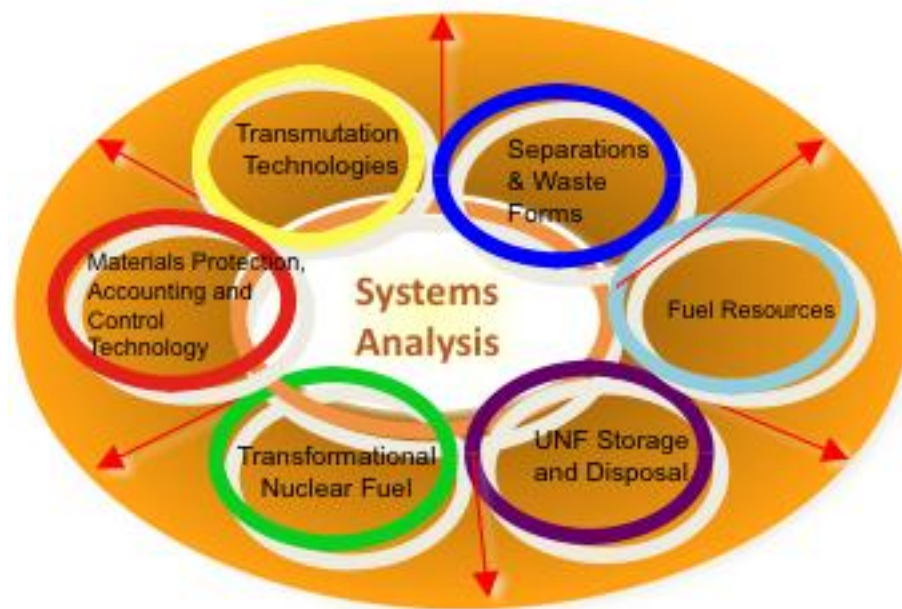 Transmutation
Technologies
Separations
& Waste
Forms
Materials Protection,
Accounting and
Control
Technology
Systems
Analysis
Fuel Resources
Transformational
Nuclear Fuel
UNF Storage
and Disposal